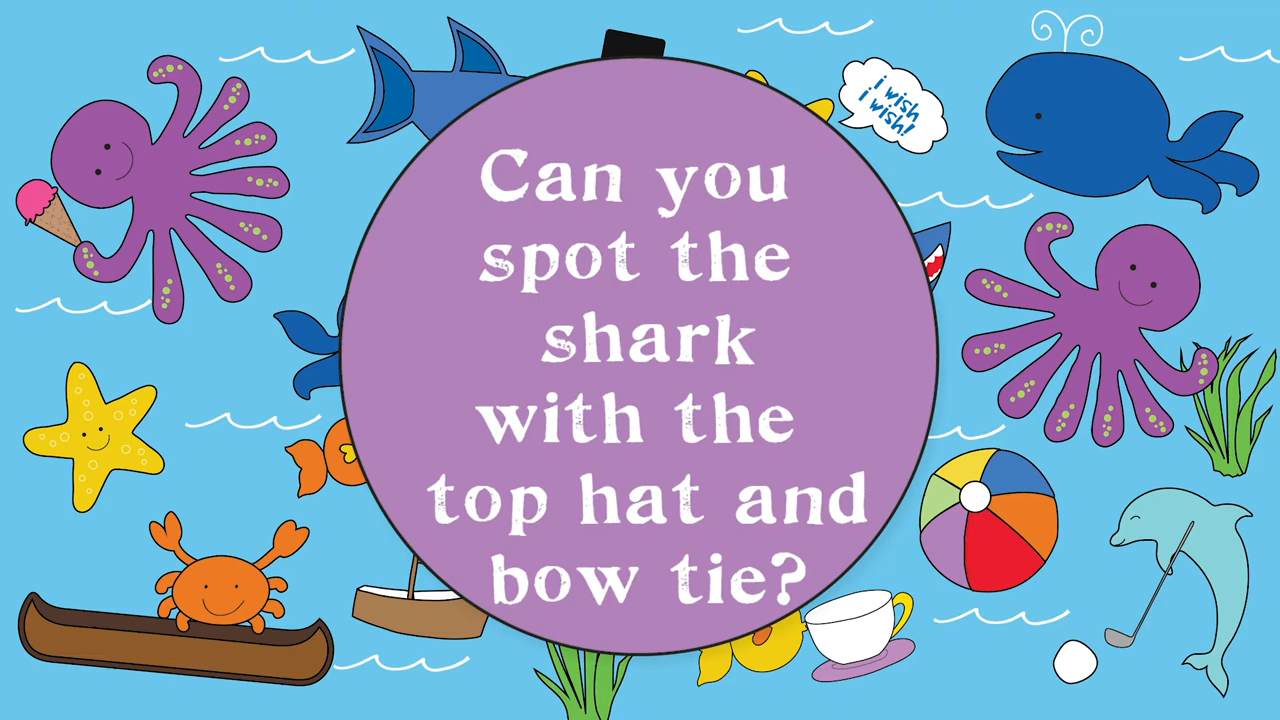 i wish
i wish!
Can you
spot the
shark
with the
top hat and
bow tie?